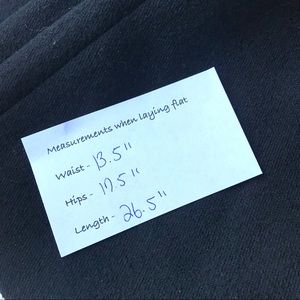 Measurements when laying flat
Waist - 13.5"
Hips - 17.5"
Length - 26.5"